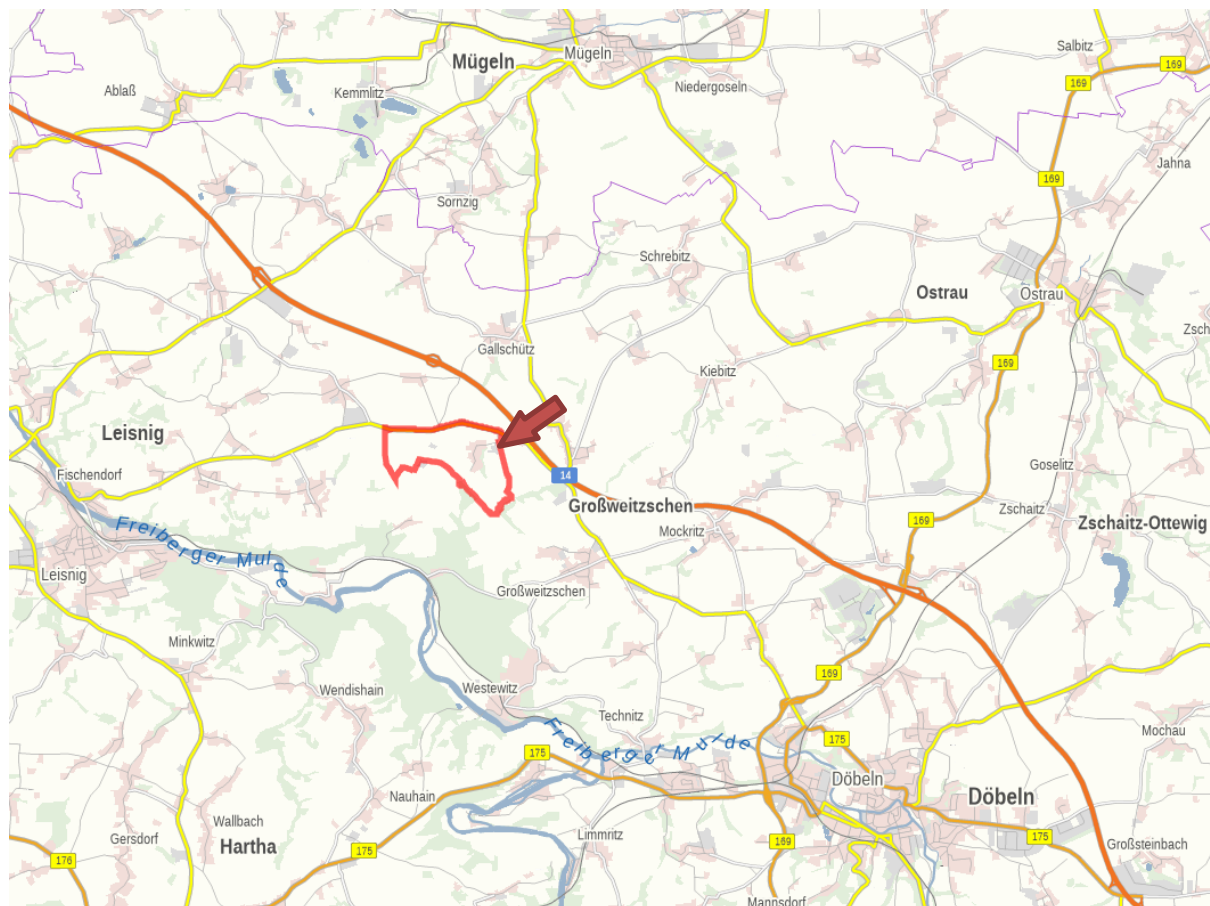 Salbitz
Mügeln
Mügeln
169
169
Niedergoseln
Ablaß
Kemmlitz
Jahna
169
Sornzig
Schrebitz
Ostrau
Ostrau
Zsch
Gallschütz
169
Kiebitz
Leisnig
Goselitz
Fischendorf
14
Großweitzschen
Zschaitz
169
Zschaitz-Ottewig
Mockritz
Freiberger Mulde
Leisnig
Großweitzschen
Minkwitz
169
Wendishain
Westewitz
Technitz
Freiberger Mulde
Mochau
175
175
Döbeln
Nauhain
Döbeln
Wallbach
Gersdorf
Limmritz
175
169
Hartha
175
Großsteinbach
176
Mannsdorf